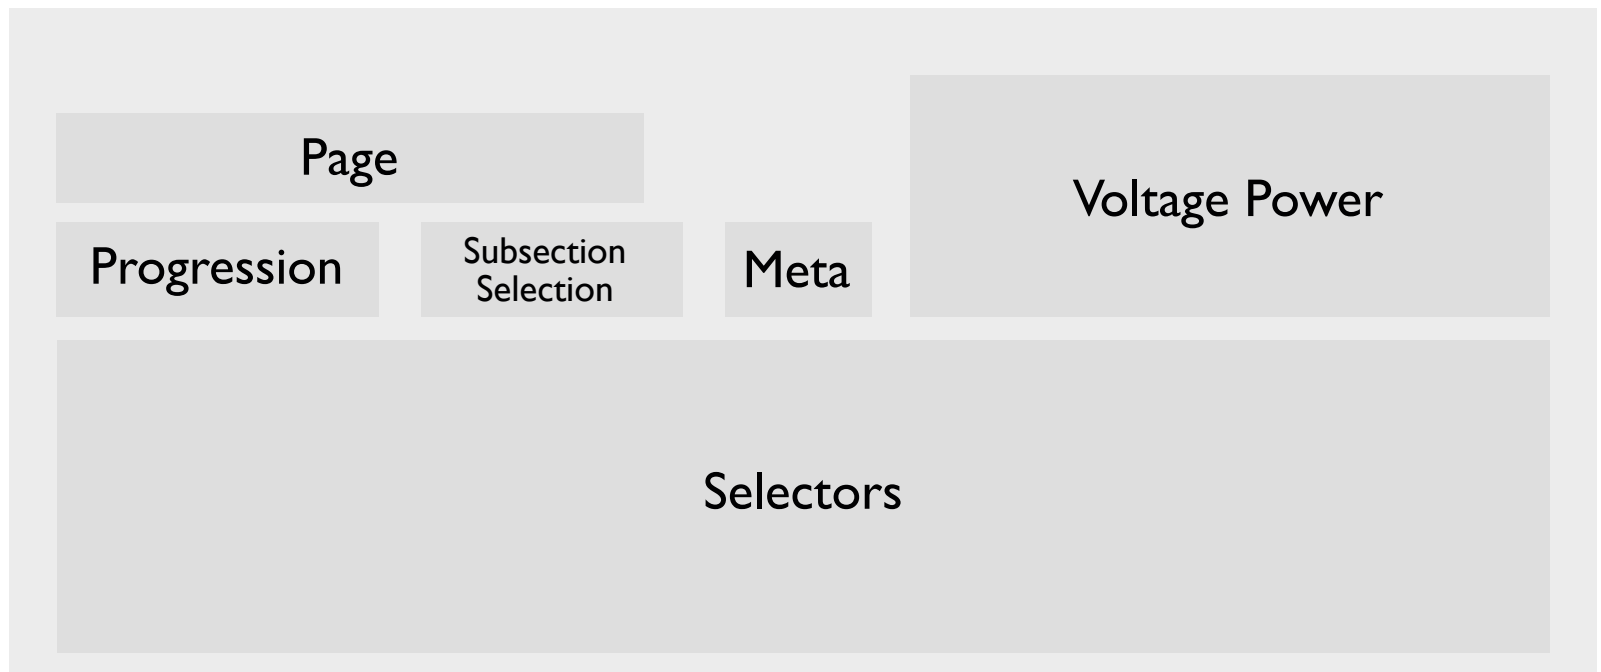 Page
Voltage Power
Progression
Subsection
Selection
Meta
Selectors